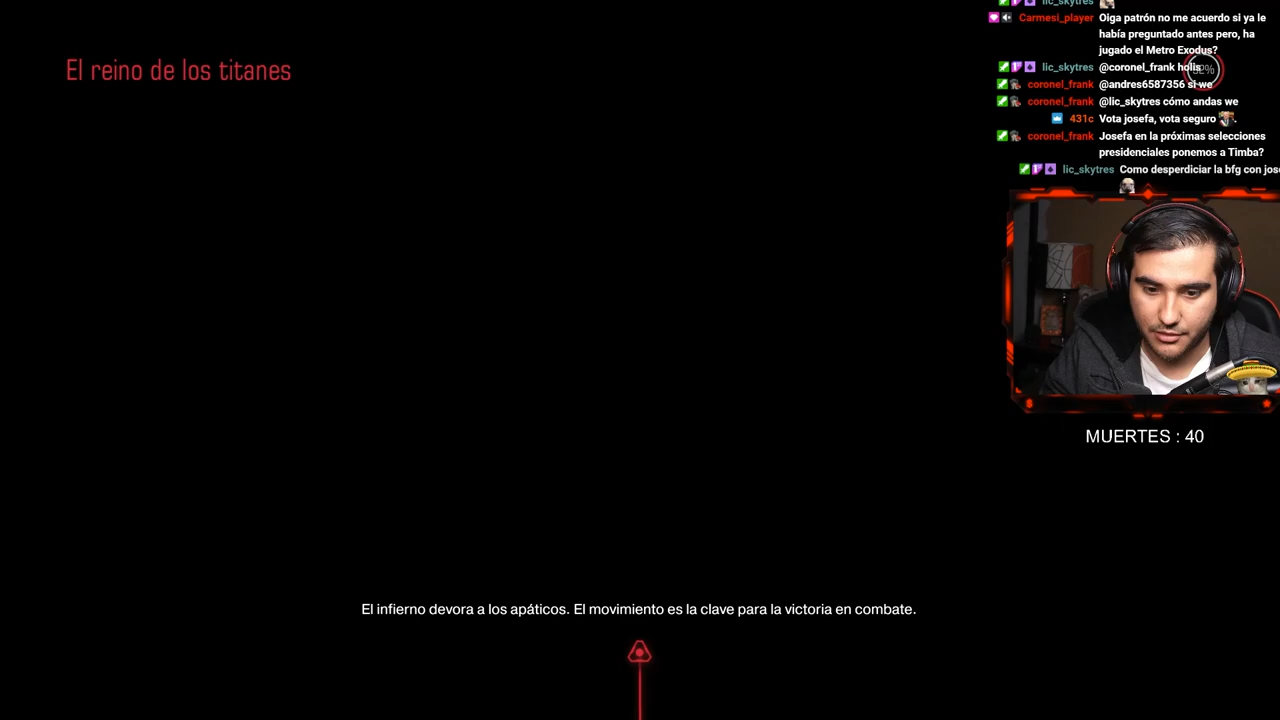 El reino de los titanes
lic_skytres
Carmesi_player Oiga patrón no me acuerdo si ya le
había preguntado antes pero, ha
jugado el Metro Exodus?
lic_skytres @coronel_frank holis
coronel_frank @andres6587356 si we
coronel_frank @lic_skytres cómo andas we
431c Vota josefa, vota seguro .
coronel_frank Josefa en la próximas selecciones
presidenciales ponemos a Timba?
lic_skytres Como desperdiciar la bfg con jose
MUERTES : 40
El infierno devora a los apáticos. El movimiento es la clave para la victoria en combate.